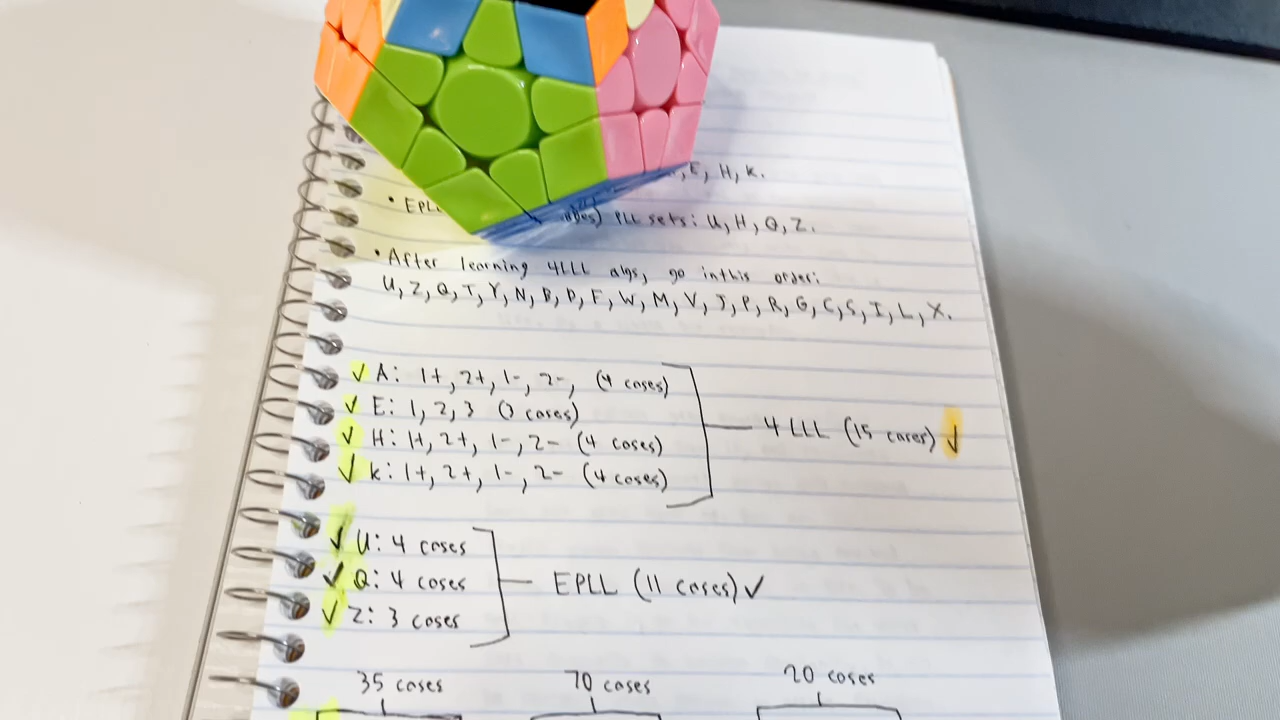 E, H, K.
• EPLL PLL sets: U, H, Q, Z.
• After learning 4LLL algs, go in this order:
U, Z, Q, T, Y, N, B, D, F, W, M, V, J, P, R, G, C, S, I, L, X.
✓ A: 1+, 2+, 1-, 2-, (4 cases)
✓ E: 1, 2, 3 (3 cases)
✓ H: 1+, 2+, 1-, 2- (4 cases)
✓ K: 1+, 2+, 1-, 2- (4 cases)
4LLL (15 cases) ✓
✓ U: 4 cases
✓ Q: 4 cases
✓ Z: 3 cases
EPLL (11 cases) ✓
35 cases 70 cases 20 cases